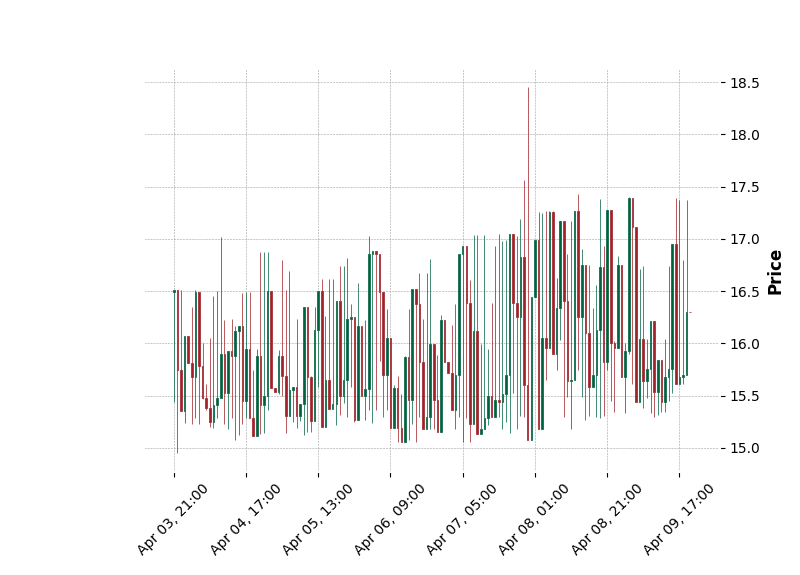 18.5
18.0
17.5
17.0
16.5
16.0
15.5
15.0
Price
Apr 03, 21:00
Apr 04, 17:00
Apr 05, 13:00
Apr 06, 09:00
Apr 07, 05:00
Apr 08, 01:00
Apr 08, 21:00
Apr 09, 17:00